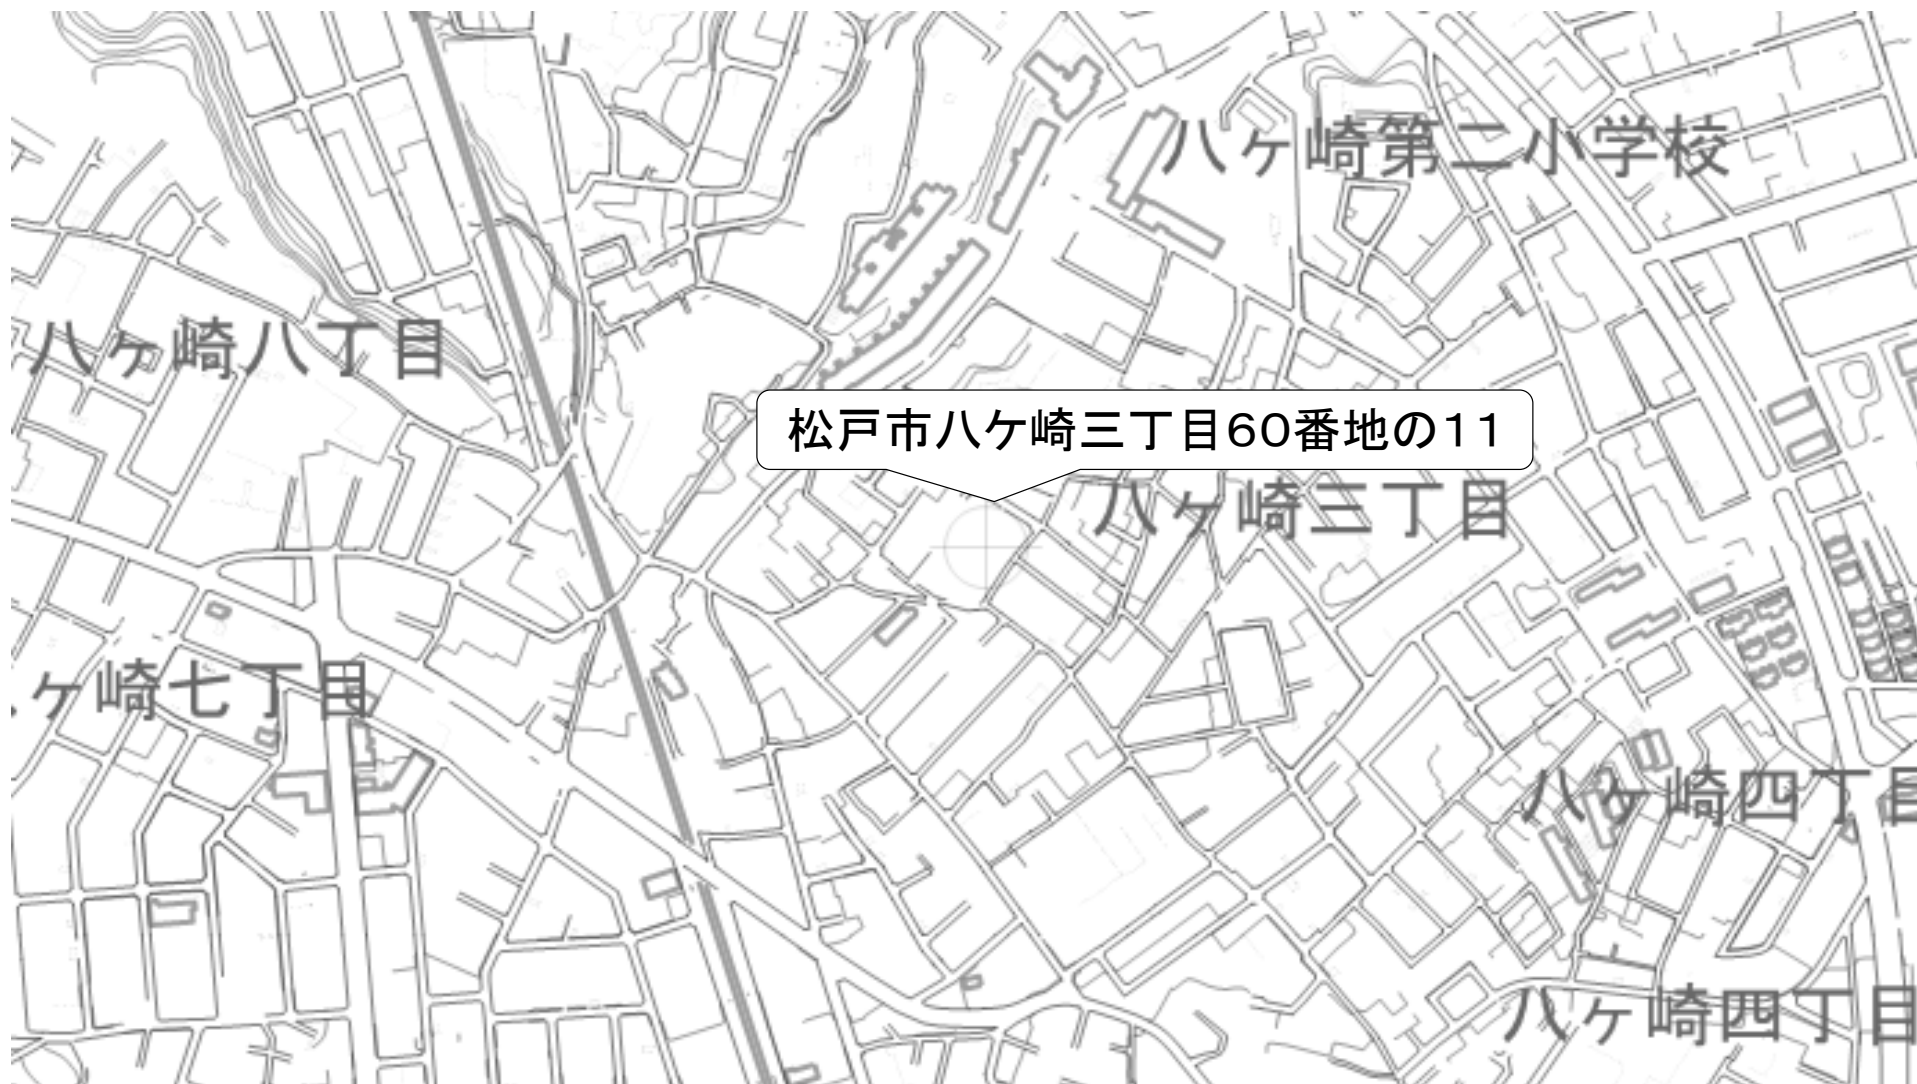 八ヶ崎第二小学校
八ヶ崎八丁目
松戸市八ケ崎三丁目60番地の11
八ヶ崎三丁目
ヶ崎七丁目
八ヶ崎四丁目
八ヶ崎四丁目